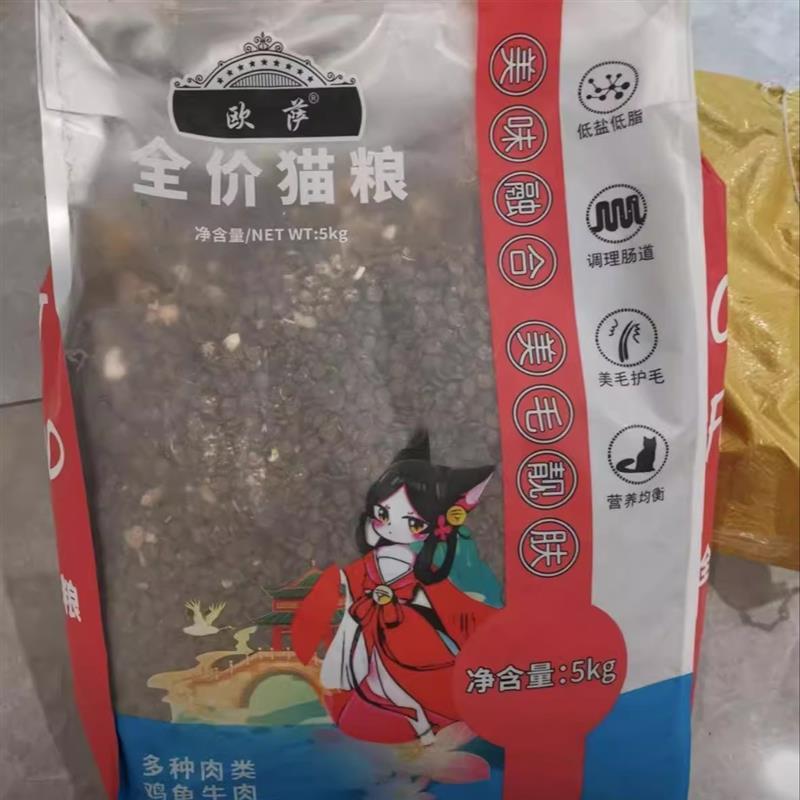 欧萨®
全价猫粮
净含量/NET WT:5kg
美味融合 美毛靓肤
低盐低脂
调理肠道
美毛护毛
营养均衡
净含量:5kg
多种肉类
鸡鱼牛肉
粮